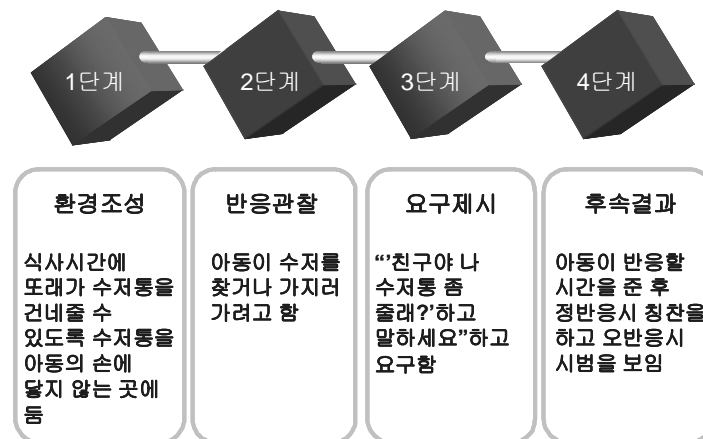 1단계
2단계
3단계
4단계
환경조성
식사시간에
또래가 수저통을
건네줄 수
있도록 수저통을
아동의 손에
닿지 않는 곳에
둠
반응관찰
아동이 수저를
찾거나 가지러
가려고 함
요구제시
“’친구야 나
수저통 좀
줄래?’하고
말하세요”하고
요구함
후속결과
아동이 반응할
시간을 준 후
정반응시 칭찬을
하고 오반응시
시범을 보임